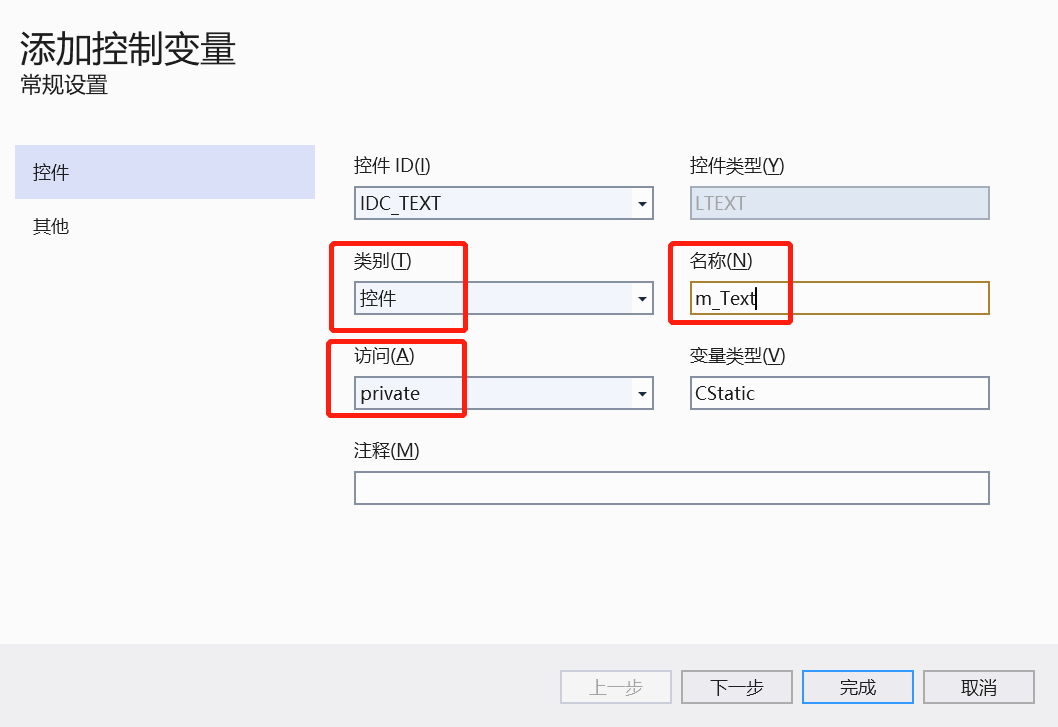 添加控制变量
常规设置
控件
其他
控件 ID(I)
控件类型(Y)
IDC_TEXT
LTEXT
类别(T)
名称(N)
控件
m_Text
访问(A)
变量类型(V)
private
CStatic
注释(M)
上一步
下一步
完成
取消